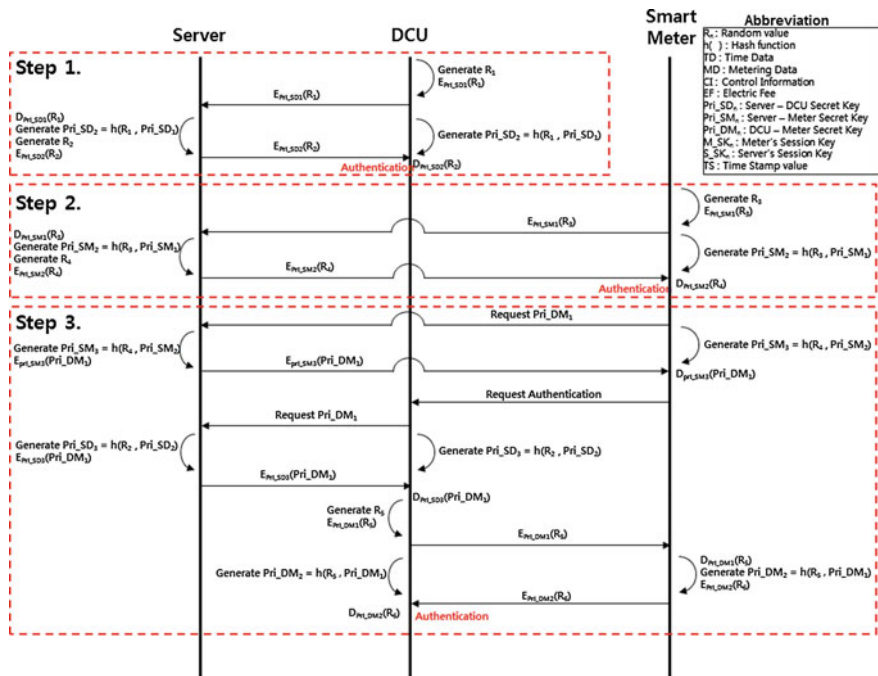 Server
DCU
Smart
Meter
Abbreviation
Rₙ : Random value
h( ) : Hash function
TD : Time Data
MD : Metering Data
CI : Control Information
EF : Electric Fee
Pri_SDₙ : Server – DCU Secret Key
Pri_SMₙ : Server – Meter Secret Key
Pri_DMₙ : DCU – Meter Secret Key
M_SKₙ : Meter's Session Key
S_SKₙ : Server's Session Key
TS : Time Stamp value
Step 1.
Generate R₁
E_Pri_SD1(R₁)
E_Pri_SD1(R₁)
D_Pri_SD1(R₁)
Generate Pri_SD₂ = h(R₁ , Pri_SD₁)
Generate R₂
E_Pri_SD2(R₂)
Generate Pri_SD₂ = h(R₁ , Pri_SD₁)
E_Pri_SD2(R₂)
Authentication
D_Pri_SD2(R₂)
Step 2.
Generate R₃
E_Pri_SM1(R₃)
E_Pri_SM1(R₃)
D_Pri_SM1(R₃)
Generate Pri_SM₂ = h(R₃ , Pri_SM₁)
Generate R₄
E_Pri_SM2(R₄)
Generate Pri_SM₂ = h(R₃ , Pri_SM₁)
E_Pri_SM2(R₄)
Authentication
D_Pri_SM2(R₄)
Step 3.
Request Pri_DM₁
Generate Pri_SM₃ = h(R₄ , Pri_SM₂)
E_pri_SM3(Pri_DM₁)
Generate Pri_SM₃ = h(R₄ , Pri_SM₂)
E_pri_SM3(Pri_DM₁)
D_pri_SM3(Pri_DM₁)
Request Authentication
Request Pri_DM₁
Generate Pri_SD₃ = h(R₂ , Pri_SD₂)
E_Pri_SD3(Pri_DM₁)
Generate Pri_SD₃ = h(R₂ , Pri_SD₂)
E_Pri_SD3(Pri_DM₁)
D_Pri_SD3(Pri_DM₁)
Generate R₅
E_Pri_DM1(R₅)
E_Pri_DM1(R₅)
D_Pri_DM1(R₅)
Generate Pri_DM₂ = h(R₅ , Pri_DM₁)
Generate Pri_DM₂ = h(R₅ , Pri_DM₁)
E_Pri_DM2(R₆)
E_Pri_DM2(R₆)
D_Pri_DM2(R₆)
Authentication